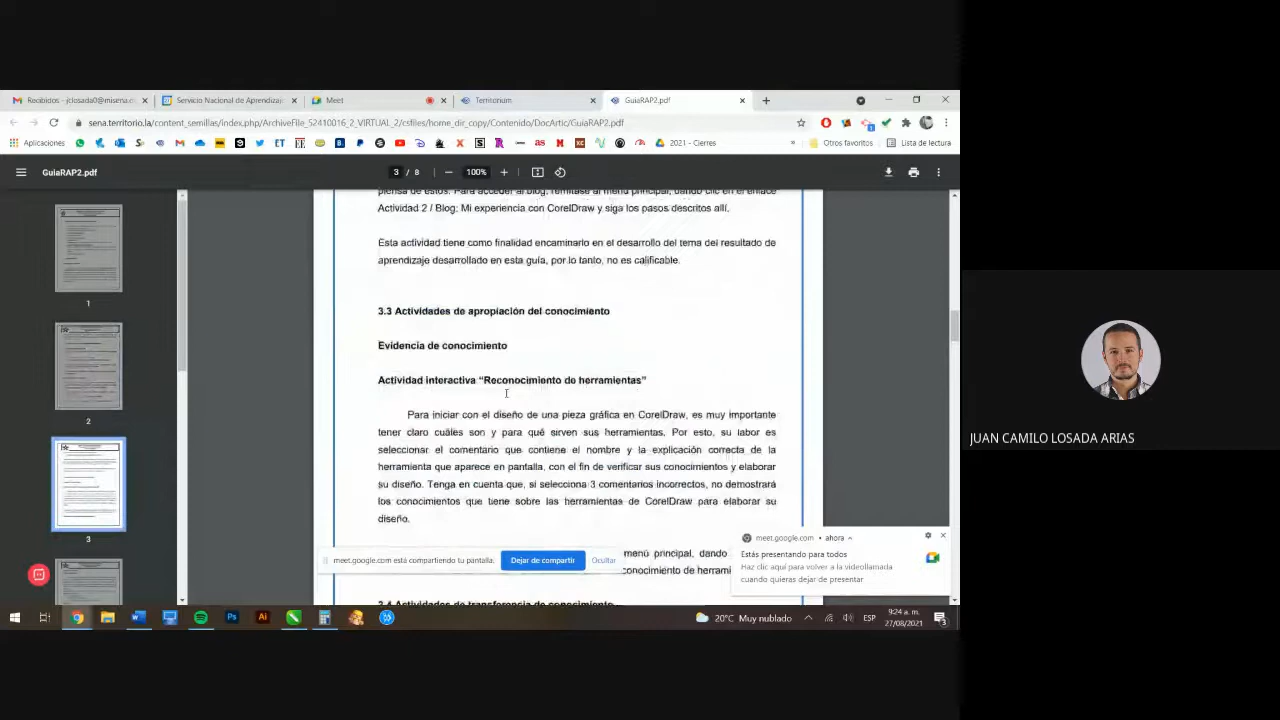 Recibidos - jclosada0@misena.e
Servicio Nacional de Aprendizaje
Meet
Territorium
GuiaRAP2.pdf
sena.territorio.la/content_semillas/index.php/ArchiveFile_52410016_2_VIRTUAL_2/csfiles/home_dir_copy/Contenido/DocArtic/GuiaRAP2.pdf
Aplicaciones
2021 - Cierres
Otros favoritos
Lista de lectura
GuiaRAP2.pdf
3 / 8
100%
piensa de estos. Para acceder al blog, remítase al menú principal, dando clic en el enlace
Actividad 2 / Blog: Mi experiencia con CorelDraw y siga los pasos descritos allí.
Esta actividad tiene como finalidad encaminarlo en el desarrollo del tema del resultado de
aprendizaje desarrollado en esta guía, por lo tanto, no es calificable.
3.3 Actividades de apropiación del conocimiento
Evidencia de conocimiento
Actividad interactiva “Reconocimiento de herramientas”
Para iniciar con el diseño de una pieza gráfica en CorelDraw, es muy importante
tener claro cuáles son y para qué sirven sus herramientas. Por esto, su labor es
seleccionar el comentario que contiene el nombre y la explicación correcta de la
herramienta que aparece en pantalla, con el fin de verificar sus conocimientos y elaborar
su diseño. Tenga en cuenta que, si selecciona 3 comentarios incorrectos, no demostrará
los conocimientos que tiene sobre las herramientas de CorelDraw para elaborar su
diseño.
menú principal, dando
conocimiento de herrami
3.4 Actividades de transferencia de conocimiento
1
2
3
meet.google.com está compartiendo tu pantalla.
Dejar de compartir
Ocultar
meet.google.com • ahora
Estás presentando para todos
Haz clic aquí para volver a la videollamada
cuando quieras dejar de presentar
20°C Muy nublado
ESP
9:24 a. m.
27/08/2021
JUAN CAMILO LOSADA ARIAS